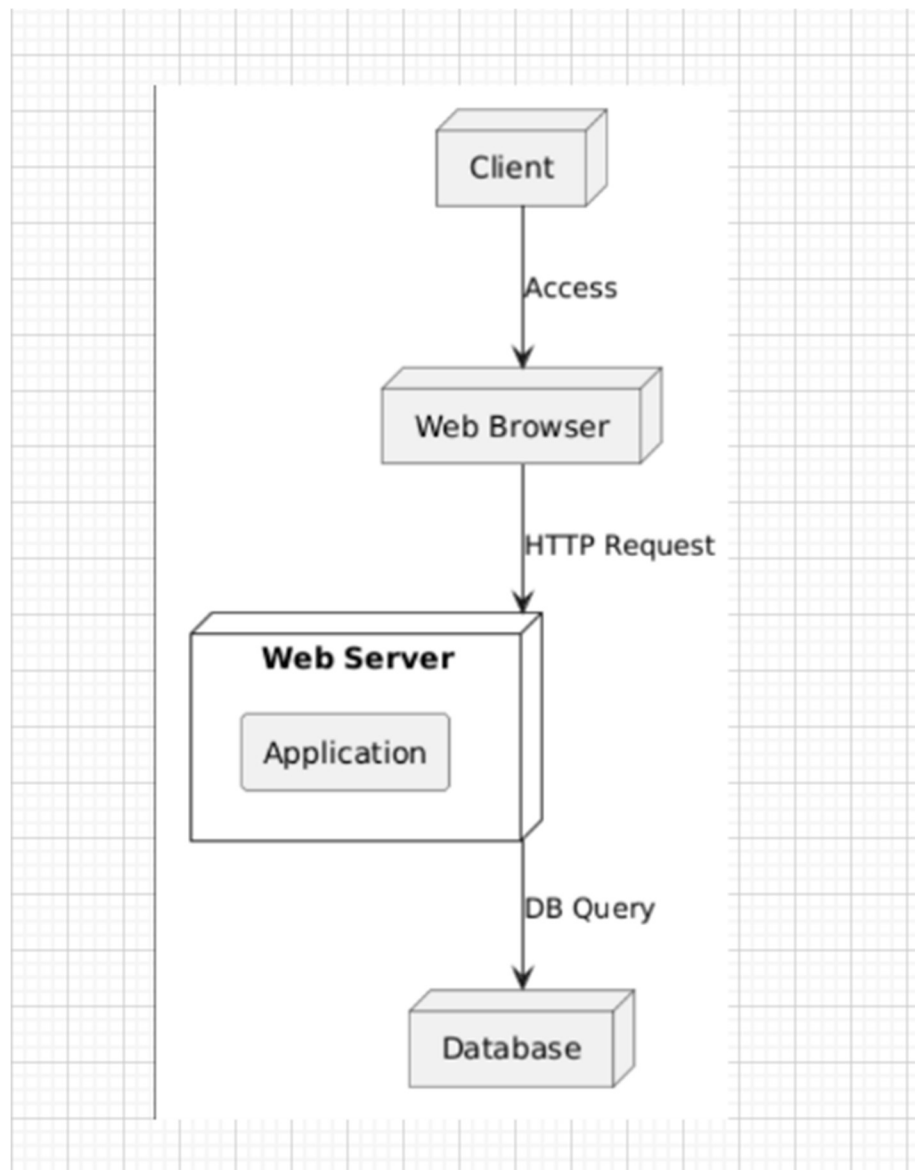 Client
Access
Web Browser
HTTP Request
Web Server
Application
DB Query
Database